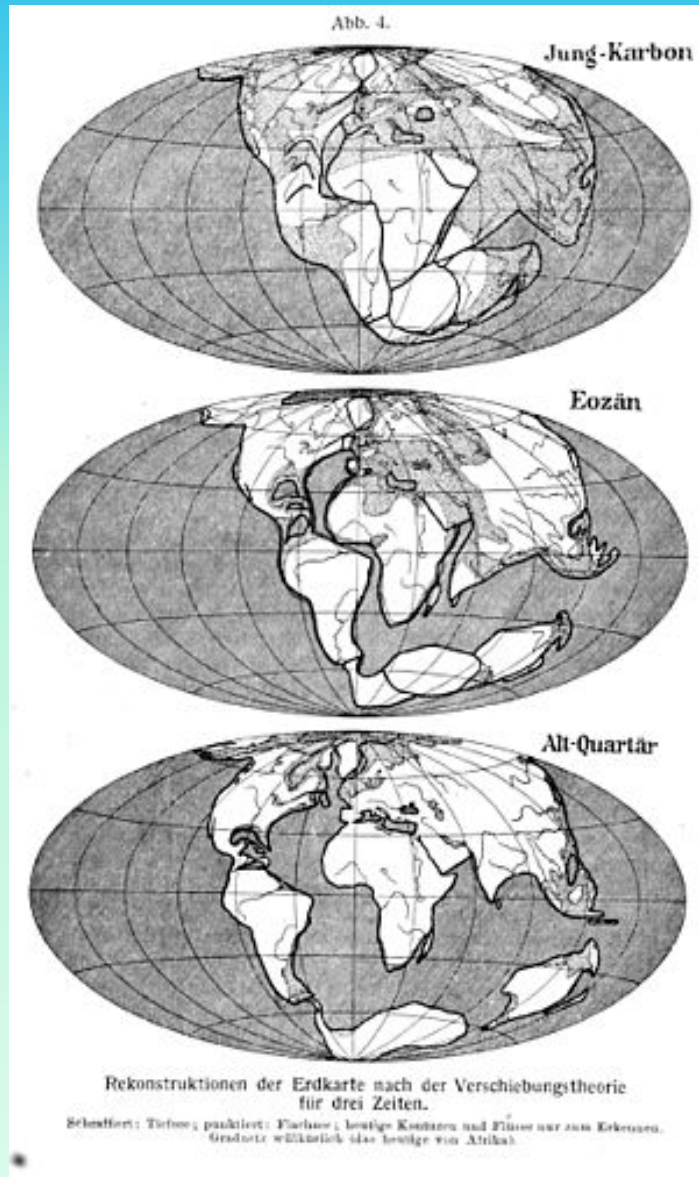 Abb. 4.
Jung-Karbon
Eozän
Alt-Quartär
Rekonstruktionen der Erdkarte nach der Verschiebungstheorie
für drei Zeiten.
Schraffiert: Tiefsee; punktiert: Flachsee; heutige Konturen und Flüsse nur zum Erkennen.
Gradnetz willkürlich (das heutige von Afrika).